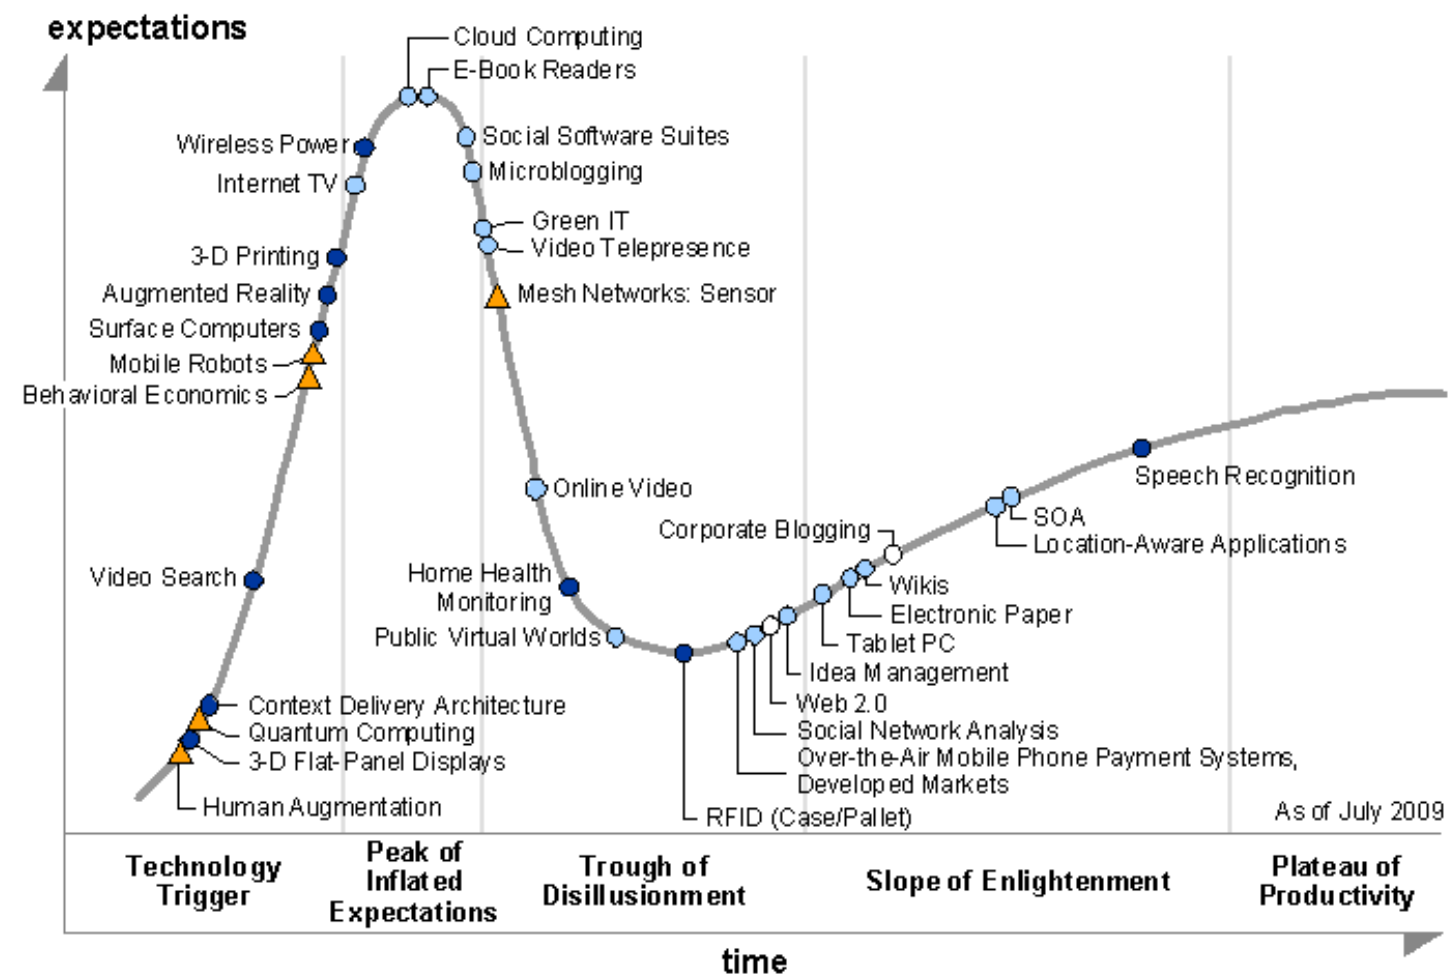 expectations
Cloud Computing
E-Book Readers
Wireless Power
Social Software Suites
Internet TV
Microblogging
Green IT
Video Telepresence
3-D Printing
Augmented Reality
Mesh Networks: Sensor
Surface Computers
Mobile Robots
Behavioral Economics
Online Video
Corporate Blogging
Speech Recognition
SOA
Location-Aware Applications
Video Search
Home Health
Monitoring
Wikis
Electronic Paper
Public Virtual Worlds
Tablet PC
Idea Management
Web 2.0
Context Delivery Architecture
Quantum Computing
3-D Flat-Panel Displays
Social Network Analysis
Over-the-Air Mobile Phone Payment Systems,
Developed Markets
Human Augmentation
RFID (Case/Pallet)
As of July 2009
Technology
Trigger
Peak of
Inflated
Expectations
Trough of
Disillusionment
Slope of Enlightenment
Plateau of
Productivity
time